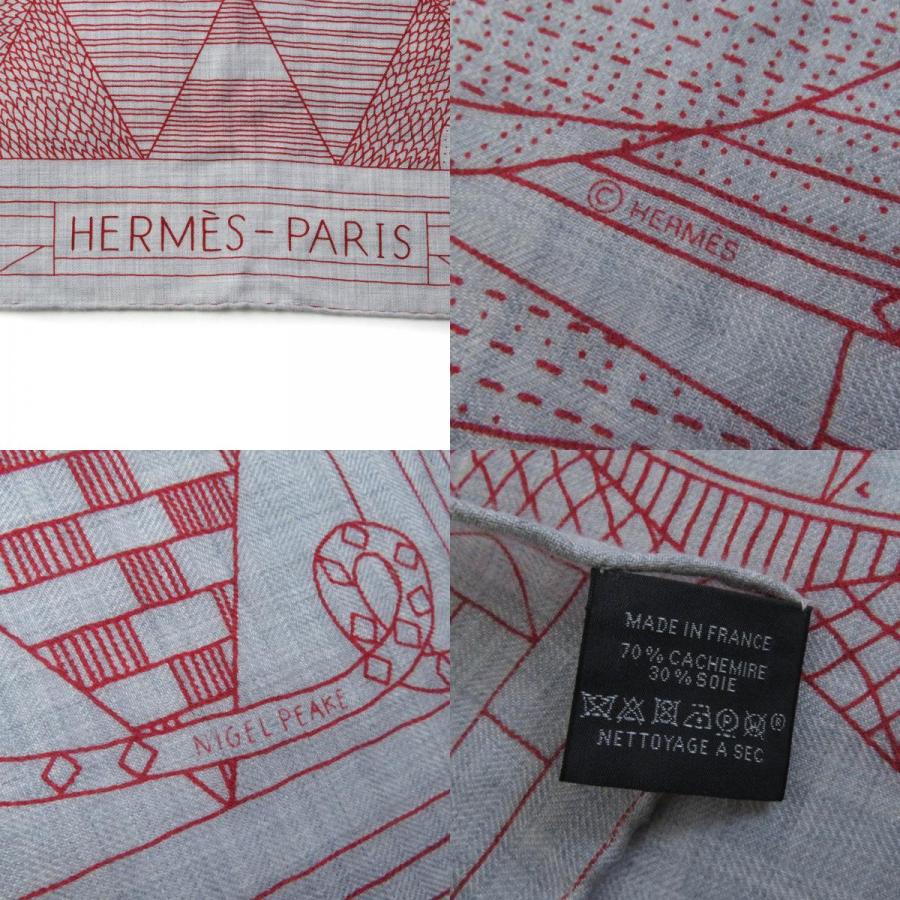 HERMÈS-PARIS
© HERMÈS
NIGEL PEAKE
MADE IN FRANCE
70% CACHEMIRE
30% SOIE
P ®
NETTOYAGE A SEC